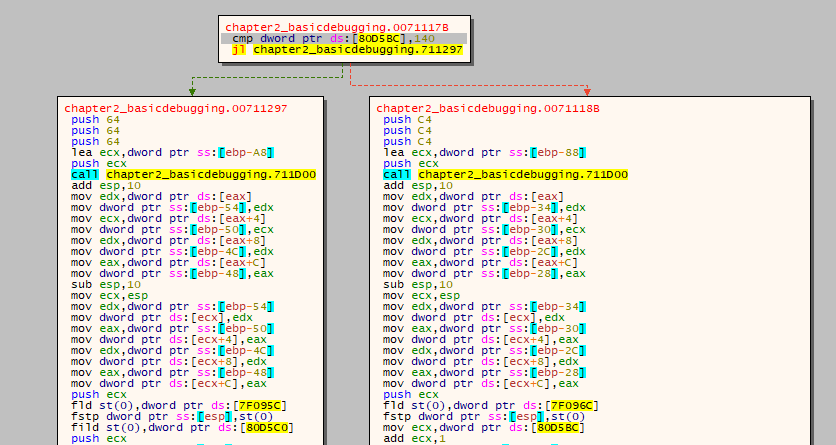 chapter2_basicdebugging.0071117B
cmp dword ptr ds:[80D5BC],140
jl chapter2_basicdebugging.711297
chapter2_basicdebugging.00711297
push 64
push 64
push 64
lea ecx,dword ptr ss:[ebp-A8]
push ecx
call chapter2_basicdebugging.711D00
add esp,10
mov edx,dword ptr ds:[eax]
mov dword ptr ss:[ebp-54],edx
mov ecx,dword ptr ds:[eax+4]
mov dword ptr ss:[ebp-50],ecx
mov edx,dword ptr ds:[eax+8]
mov dword ptr ss:[ebp-4C],edx
mov eax,dword ptr ds:[eax+C]
mov dword ptr ss:[ebp-48],eax
sub esp,10
mov ecx,esp
mov edx,dword ptr ss:[ebp-54]
mov dword ptr ds:[ecx],edx
mov eax,dword ptr ss:[ebp-50]
mov dword ptr ds:[ecx+4],eax
mov edx,dword ptr ss:[ebp-4C]
mov dword ptr ds:[ecx+8],edx
mov eax,dword ptr ss:[ebp-48]
mov dword ptr ds:[ecx+C],eax
push ecx
fld st(0),dword ptr ds:[7F095C]
fstp dword ptr ss:[esp],st(0)
fild st(0),dword ptr ds:[80D5C0]
push ecx
chapter2_basicdebugging.0071118B
push C4
push C4
push C4
lea ecx,dword ptr ss:[ebp-88]
push ecx
call chapter2_basicdebugging.711D00
add esp,10
mov edx,dword ptr ds:[eax]
mov dword ptr ss:[ebp-34],edx
mov ecx,dword ptr ds:[eax+4]
mov dword ptr ss:[ebp-30],ecx
mov edx,dword ptr ds:[eax+8]
mov dword ptr ss:[ebp-2C],edx
mov eax,dword ptr ds:[eax+C]
mov dword ptr ss:[ebp-28],eax
sub esp,10
mov ecx,esp
mov edx,dword ptr ss:[ebp-34]
mov dword ptr ds:[ecx],edx
mov eax,dword ptr ss:[ebp-30]
mov dword ptr ds:[ecx+4],eax
mov edx,dword ptr ss:[ebp-2C]
mov dword ptr ds:[ecx+8],edx
mov eax,dword ptr ss:[ebp-28]
mov dword ptr ds:[ecx+C],eax
push ecx
fld st(0),dword ptr ds:[7F096C]
fstp dword ptr ss:[esp],st(0)
mov ecx,dword ptr ds:[80D5BC]
add ecx,1